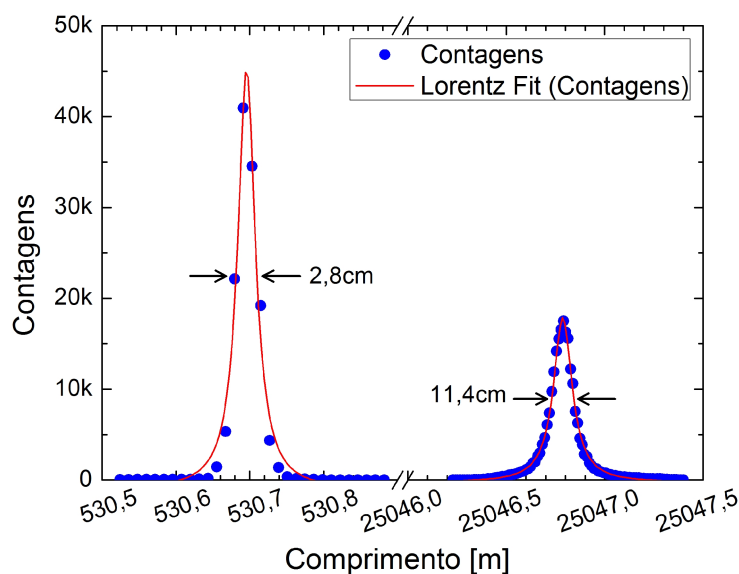 50k
40k
30k
20k
10k
0
Contagens
Contagens
Lorentz Fit (Contagens)
2,8cm
11,4cm
530,5
530,6
530,7
530,8
25046,0
25046,5
25047,0
25047,5
Comprimento [m]